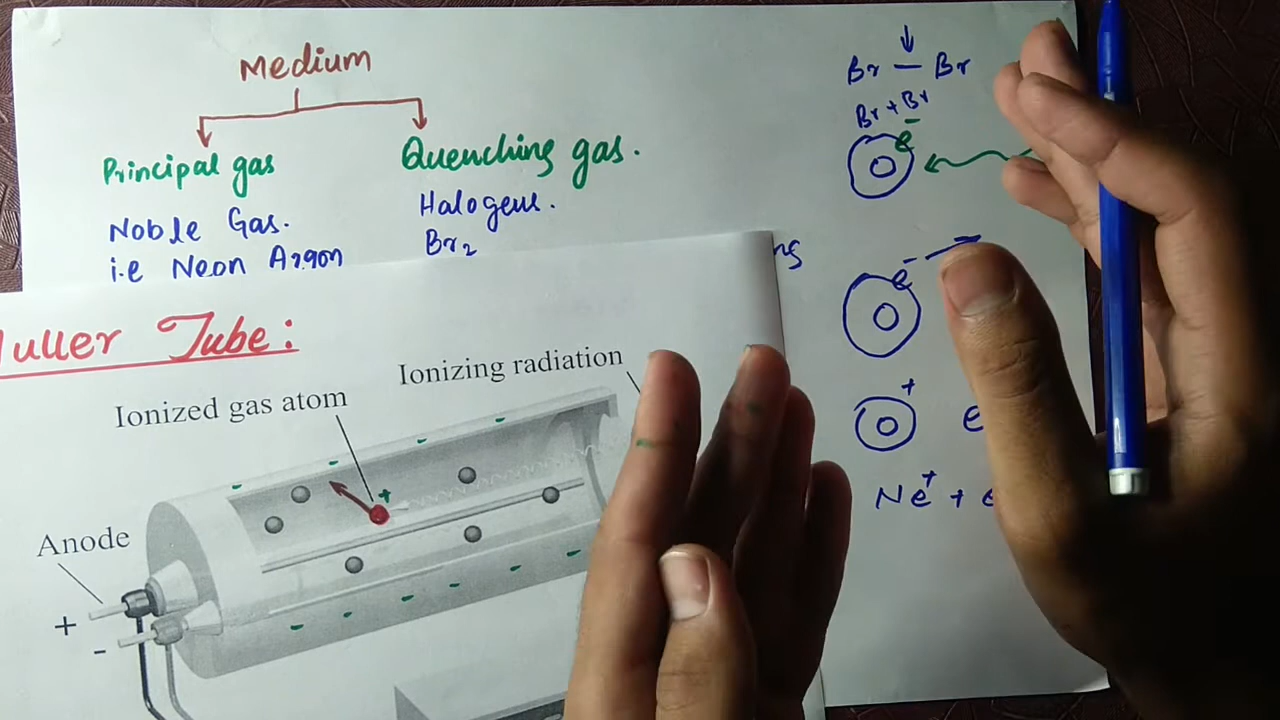 Medium
Principal gas
Noble Gas.
i.e Neon Argon
Quenching gas.
Halogens.
Br2
Br — Br
Br + Br
e-
e-
+
e
Ne+ + e
uller Tube:
Ionizing radiation
Ionized gas atom
+
Anode
+
-